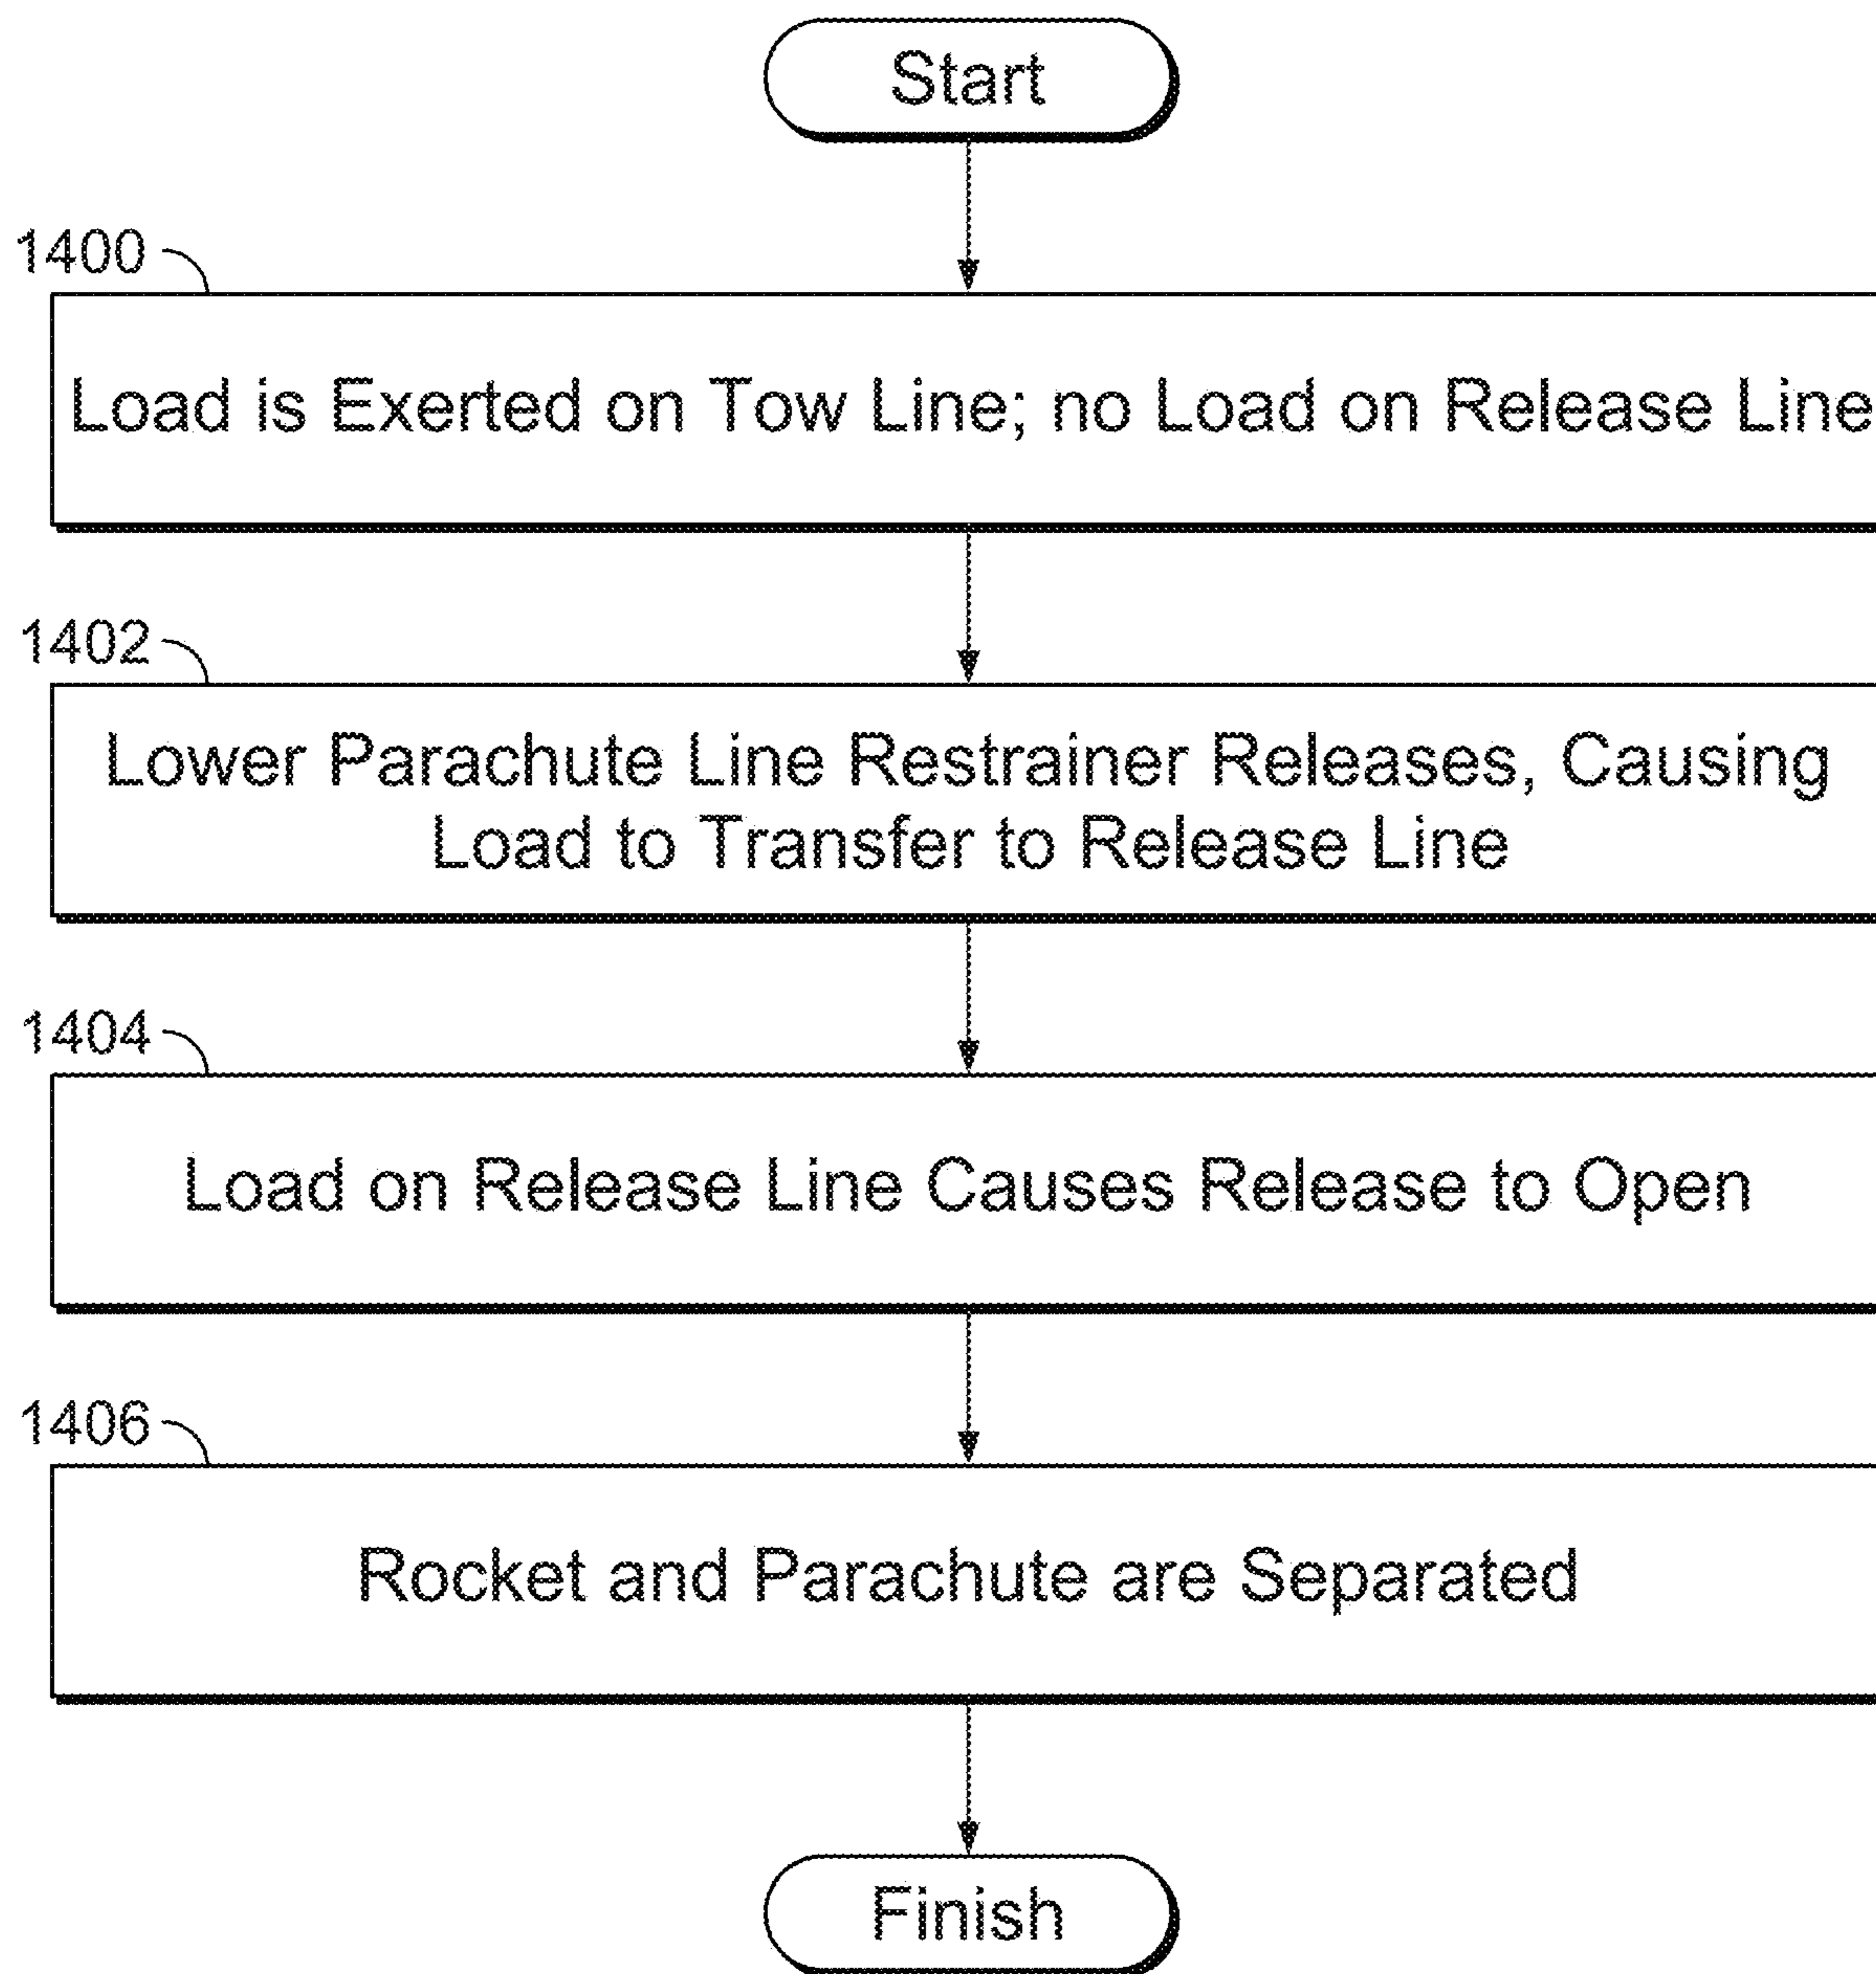 Start
1400
Load is Exerted on Tow Line; no Load on Release Line
1402
Lower Parachute Line Restrainer Releases, Causing
Load to Transfer to Release Line
1404
Load on Release Line Causes Release to Open
1406
Rocket and Parachute are Separated
Finish